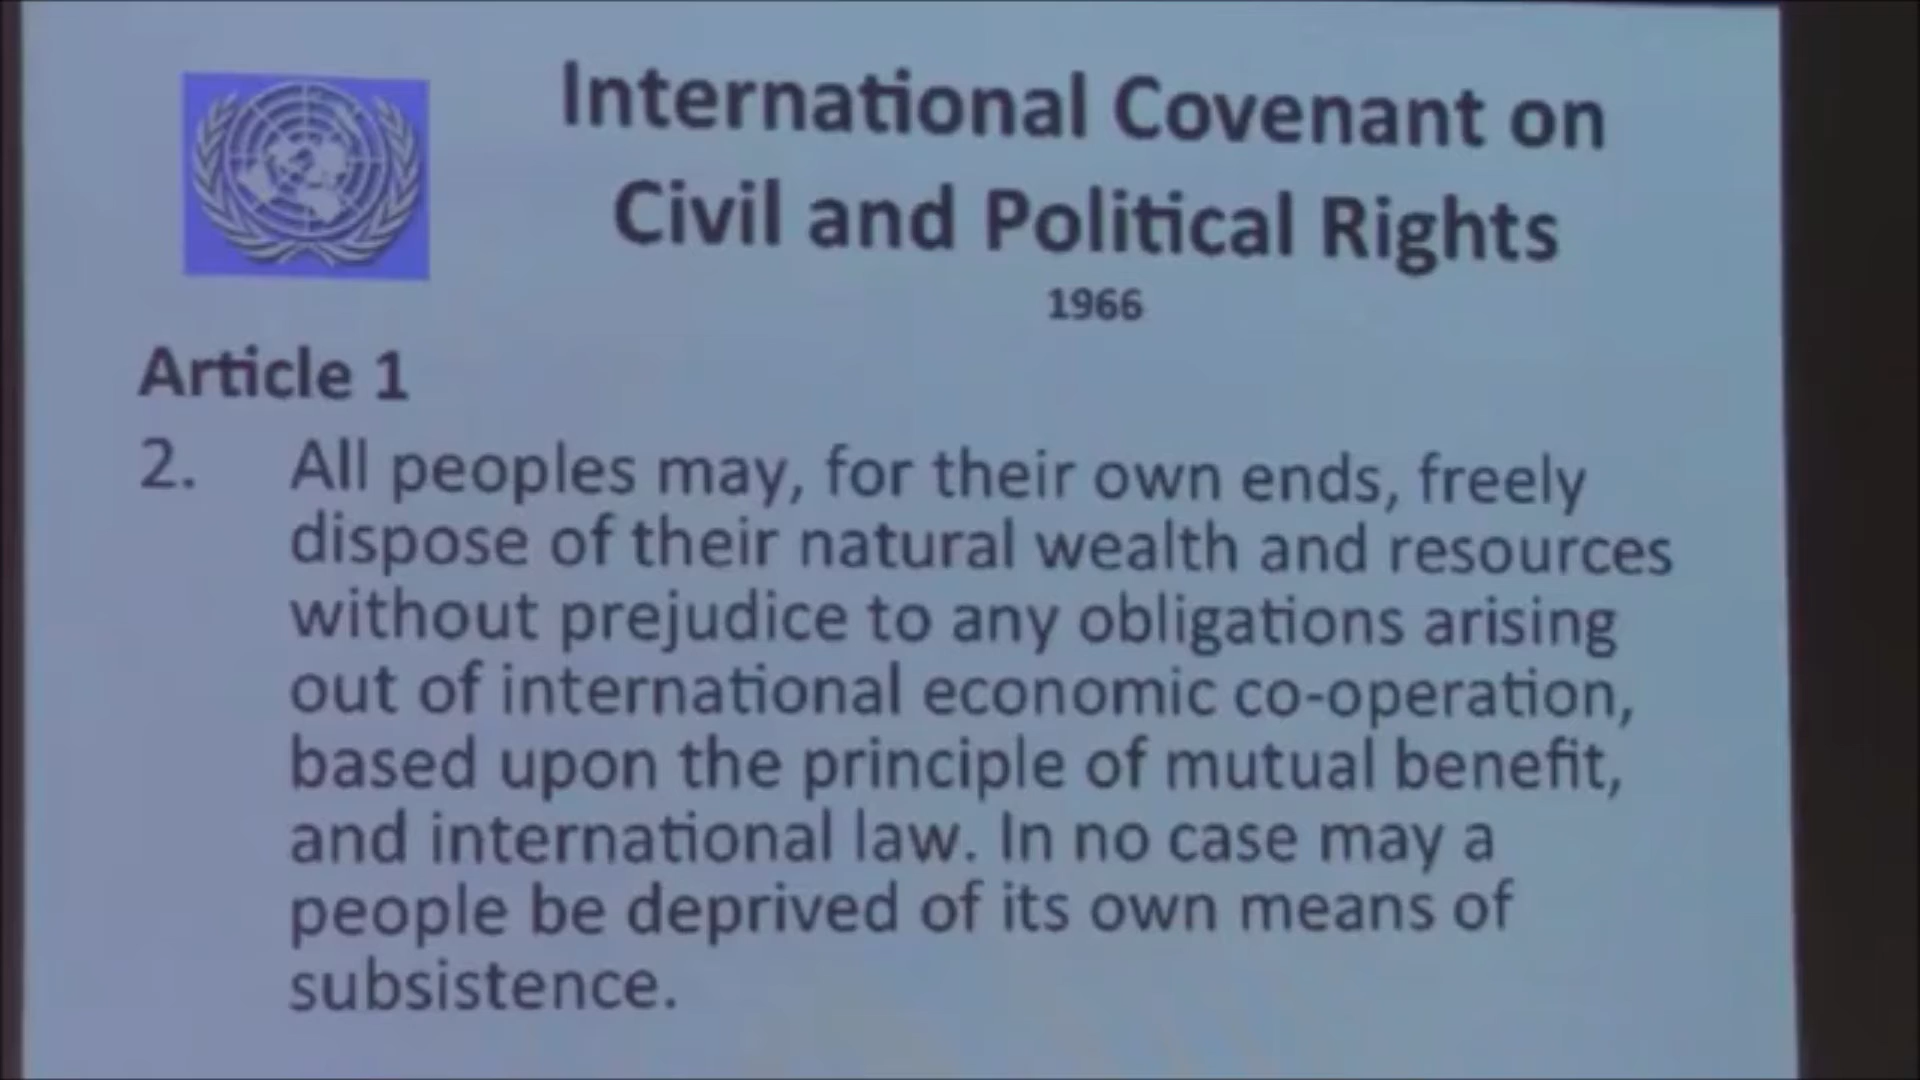 International Covenant on
Civil and Political Rights
1966
Article 1
2. All peoples may, for their own ends, freely
dispose of their natural wealth and resources
without prejudice to any obligations arising
out of international economic co-operation,
based upon the principle of mutual benefit,
and international law. In no case may a
people be deprived of its own means of
subsistence.